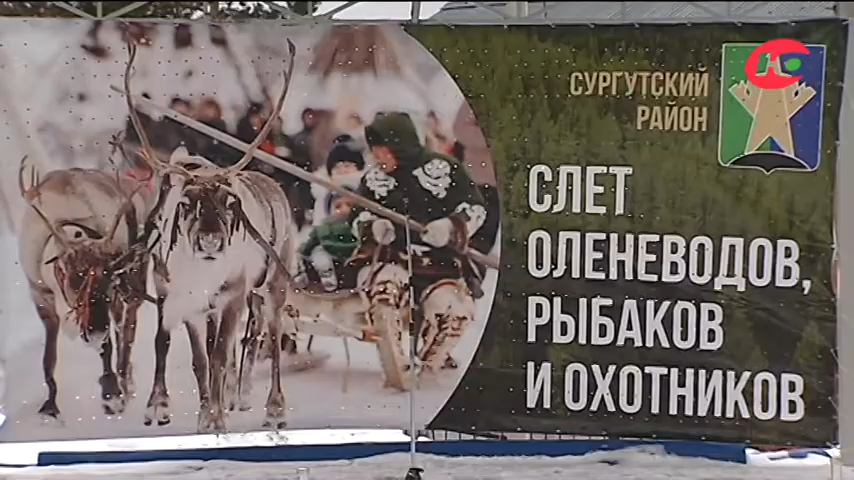 СУРГУТСКИЙ
РАЙОН
СЛЕТ
ОЛЕНЕВОДОВ,
РЫБАКОВ
И ОХОТНИКОВ